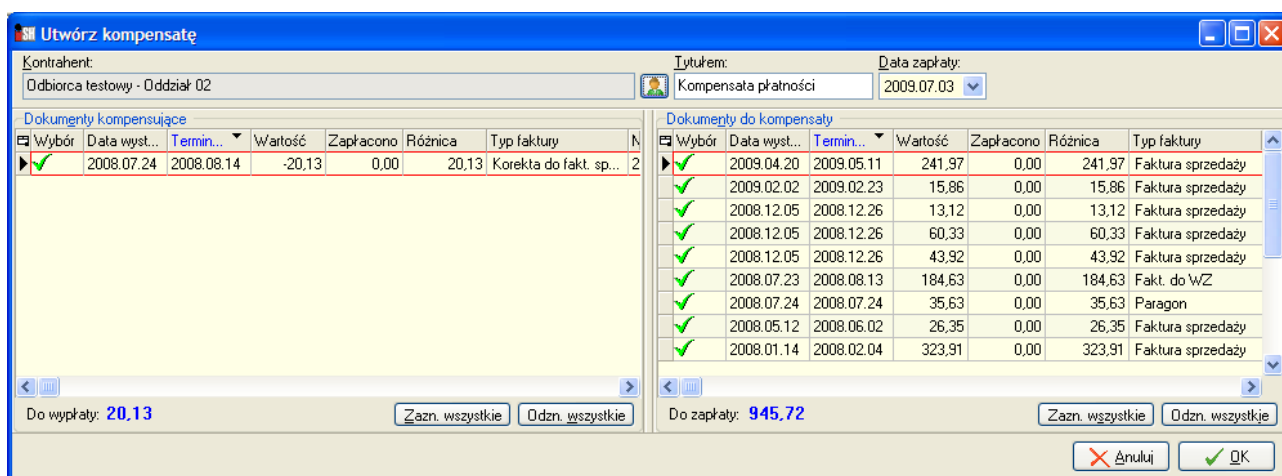 Utwórz kompensatę
Kontrahent: Tytułem: Data zapłaty:
Odbiorca testowy - Oddział 02 Kompensata płatności 2009.07.03
Dokumenty kompensujące
Wybór Data wyst... Termin... Wartość Zapłacono Różnica Typ faktury N
2008.07.24 2008.08.14 -20,13 0,00 20,13 Korekta do fakt. sp... 2
Do wypłaty: 20,13 Zazn. wszystkie Odzn. wszystkie
Dokumenty do kompensaty
Wybór Data wyst... Termin... Wartość Zapłacono Różnica Typ faktury
2009.04.20 2009.05.11 241,97 0,00 241,97 Faktura sprzedaży
2009.02.02 2009.02.23 15,86 0,00 15,86 Faktura sprzedaży
2008.12.05 2008.12.26 13,12 0,00 13,12 Faktura sprzedaży
2008.12.05 2008.12.26 60,33 0,00 60,33 Faktura sprzedaży
2008.12.05 2008.12.26 43,92 0,00 43,92 Faktura sprzedaży
2008.07.23 2008.08.13 184,63 0,00 184,63 Fakt. do WZ
2008.07.24 2008.07.24 35,63 0,00 35,63 Paragon
2008.05.12 2008.06.02 26,35 0,00 26,35 Faktura sprzedaży
2008.01.14 2008.02.04 323,91 0,00 323,91 Faktura sprzedaży
Do zapłaty: 945,72 Zazn. wszystkie Odzn. wszystkie
Anuluj OK